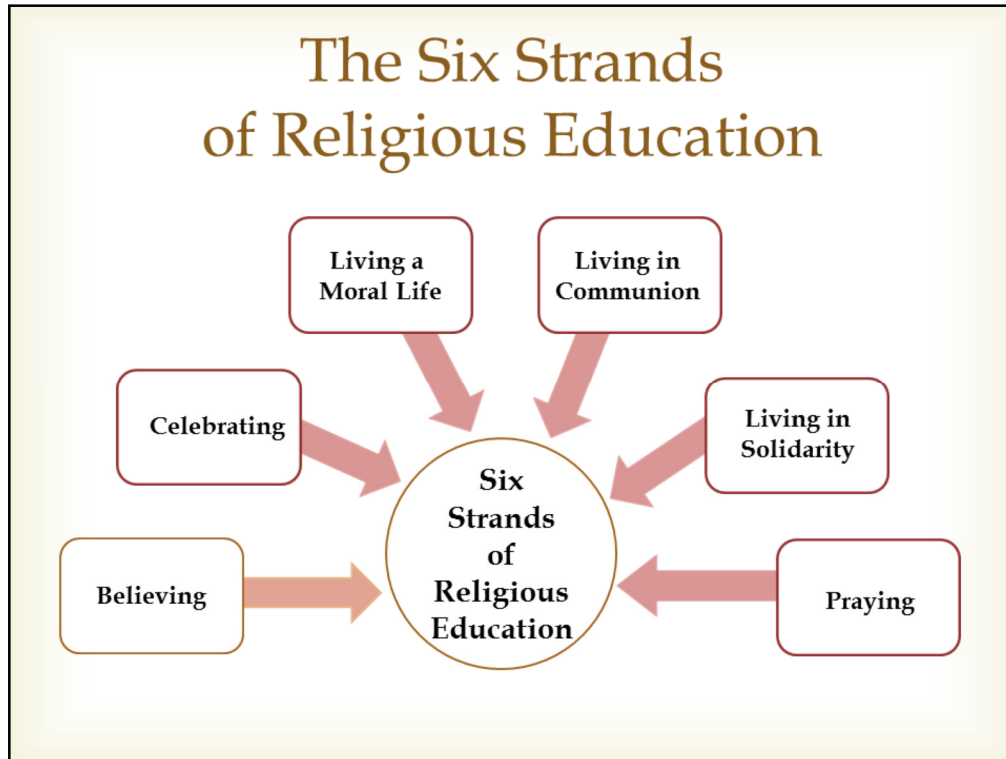 The Six Strands
of Religious Education
Living a
Moral Life
Living in
Communion
Celebrating
Living in
Solidarity
Believing
Six
Strands
of
Religious
Education
Praying